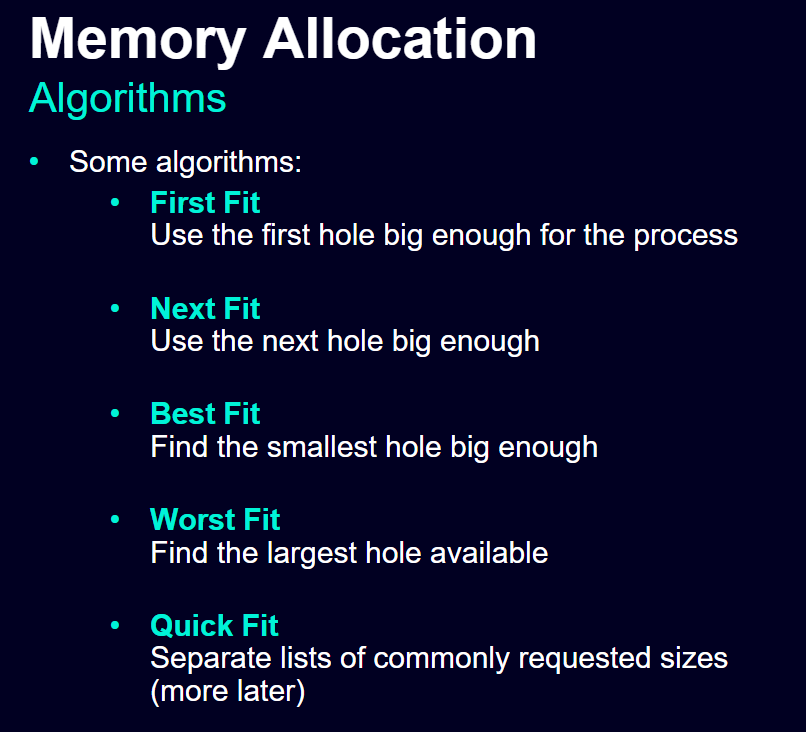 Memory Allocation
Algorithms
• Some algorithms:
• First Fit
Use the first hole big enough for the process
• Next Fit
Use the next hole big enough
• Best Fit
Find the smallest hole big enough
• Worst Fit
Find the largest hole available
• Quick Fit
Separate lists of commonly requested sizes
(more later)